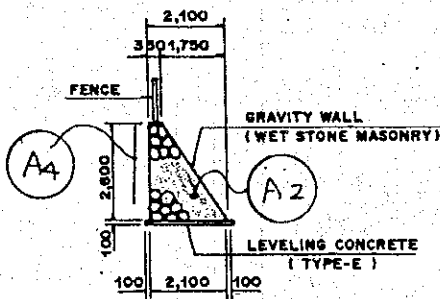 2,100
350 1,750
FENCE
GRAVITY WALL
(WET STONE MASONRY)
A4
A2
2,600
100
LEVELING CONCRETE
( TYPE-E )
100 2,100 100